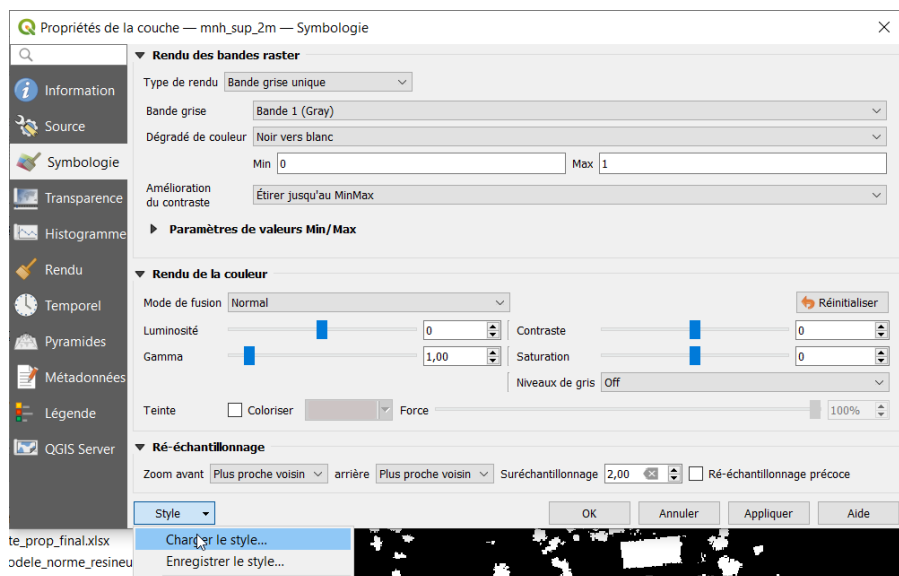 Propriétés de la couche — mnh_sup_2m — Symbologie
Information
Source
Symbologie
Transparence
Histogramme
Rendu
Temporel
Pyramides
Métadonnées
Légende
QGIS Server
Rendu des bandes raster
Type de rendu Bande grise unique
Bande grise Bande 1 (Gray)
Dégradé de couleur Noir vers blanc
Min 0 Max 1
Amélioration
du contraste Étirer jusqu'au MinMax
Paramètres de valeurs Min/Max
Rendu de la couleur
Mode de fusion Normal Réinitialiser
Luminosité 0 Contraste 0
Gamma 1,00 Saturation 0
Niveaux de gris Off
Teinte Coloriser Force 100%
Ré-échantillonnage
Zoom avant Plus proche voisin arrière Plus proche voisin Suréchantillonnage 2,00 Ré-échantillonnage précoce
Style OK Annuler Appliquer Aide
Charger le style...
Enregistrer le style...
te_prop_final.xlsx
odele_norme_resineu